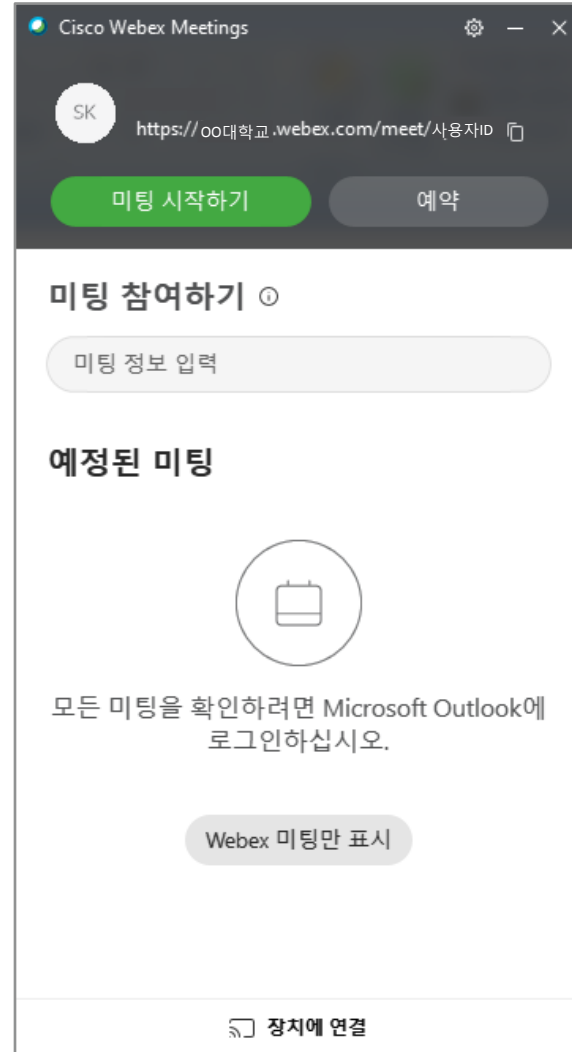 Cisco Webex Meetings
SK
https://OO대학교.webex.com/meet/사용자ID
미팅 시작하기
예약
미팅 참여하기
미팅 정보 입력
예정된 미팅
모든 미팅을 확인하려면 Microsoft Outlook에
로그인하십시오.
Webex 미팅만 표시
장치에 연결